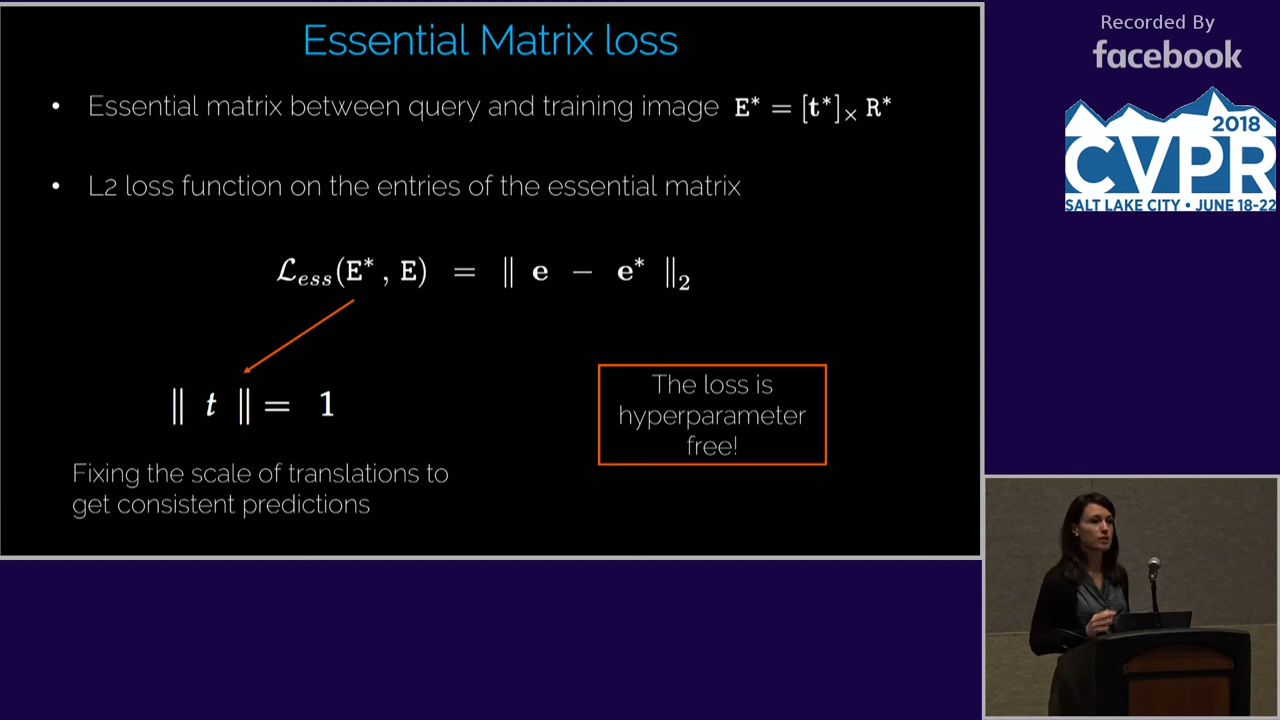 Essential Matrix loss
• Essential matrix between query and training image E* = [t*]× R*
• L2 loss function on the entries of the essential matrix
ℒess(E* , E) = ‖ e − e* ‖2
‖ t ‖ = 1
Fixing the scale of translations to
get consistent predictions
The loss is
hyperparameter
free!
Recorded By
facebook
2018
CVPR
SALT LAKE CITY • JUNE 18-22